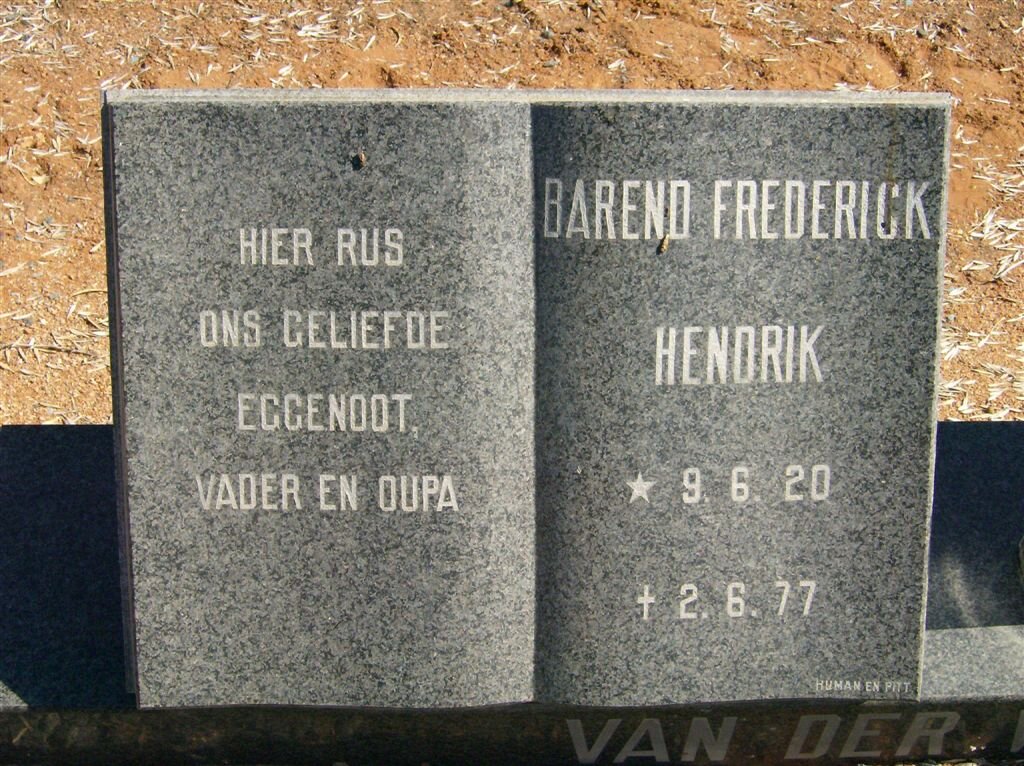 HIER RUS
ONS GELIEFDE
EGGENOOT,
VADER EN OUPA
BAREND FREDERICK
HENDRIK
★ 9. 6. 20
† 2. 6. 77
HUMAN EN PITT
VAN DER